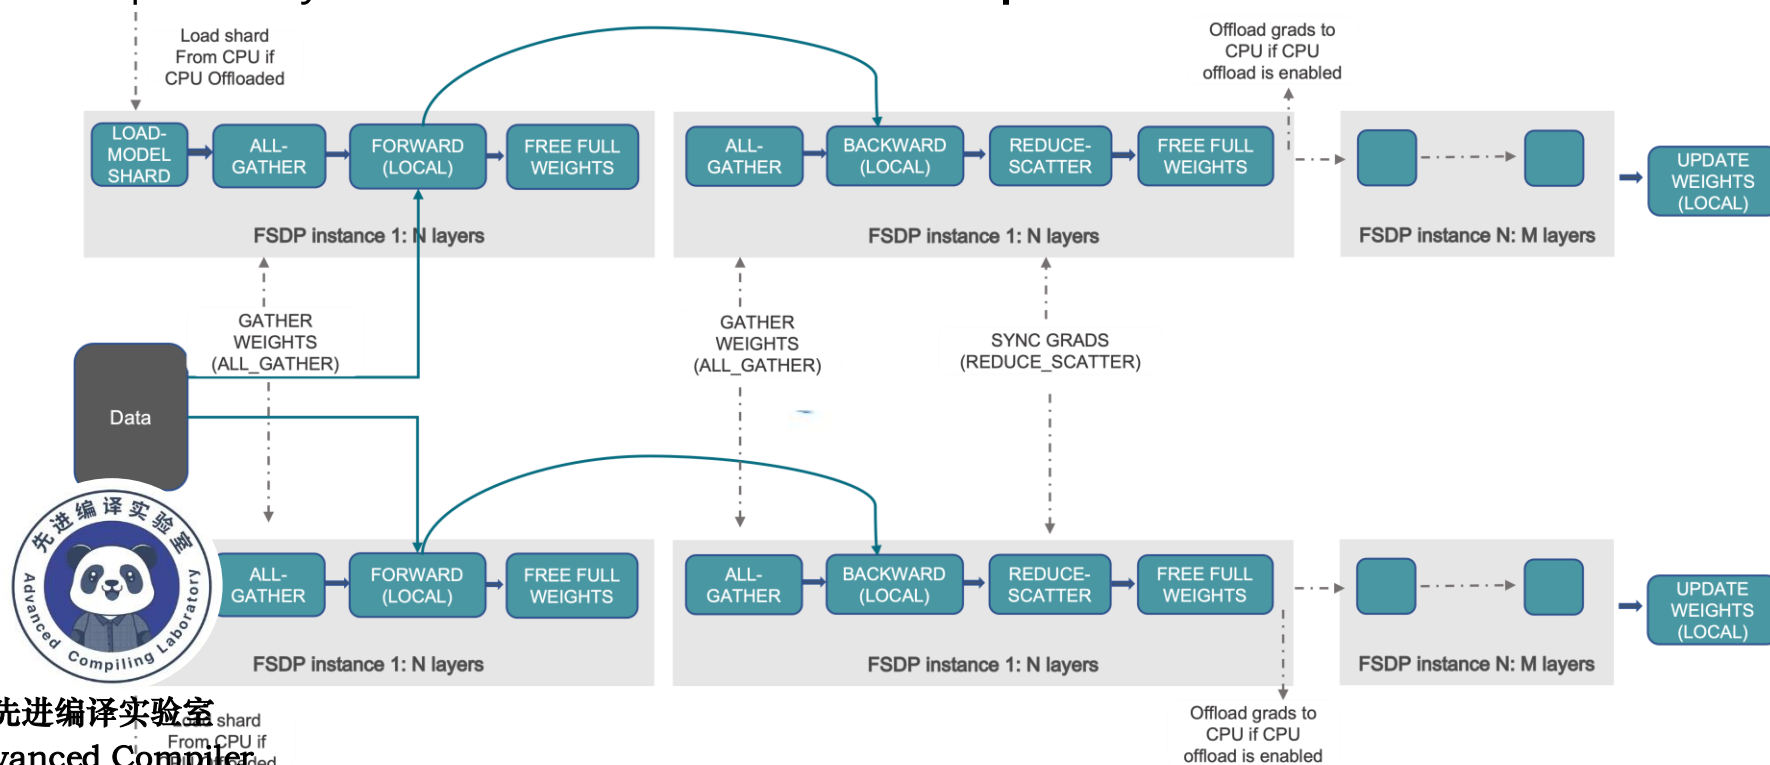 Load shard
From CPU if
CPU Offloaded
Offload grads to
CPU if CPU
offload is enabled
LOAD-
MODEL
SHARD
ALL-
GATHER
FORWARD
(LOCAL)
FREE FULL
WEIGHTS
FSDP instance 1: N layers
ALL-
GATHER
BACKWARD
(LOCAL)
REDUCE-
SCATTER
FREE FULL
WEIGHTS
FSDP instance 1: N layers
FSDP instance N: M layers
UPDATE
WEIGHTS
(LOCAL)
GATHER
WEIGHTS
(ALL_GATHER)
GATHER
WEIGHTS
(ALL_GATHER)
SYNC GRADS
(REDUCE_SCATTER)
Data
先进编译实验室
Advanced Compiling Laboratory
ALL-
GATHER
FORWARD
(LOCAL)
FREE FULL
WEIGHTS
FSDP instance 1: N layers
ALL-
GATHER
BACKWARD
(LOCAL)
REDUCE-
SCATTER
FREE FULL
WEIGHTS
FSDP instance 1: N layers
FSDP instance N: M layers
UPDATE
WEIGHTS
(LOCAL)
先进编译实验室
vanced Compiler
shard
From CPU if
Offload grads to
CPU if CPU
offload is enabled